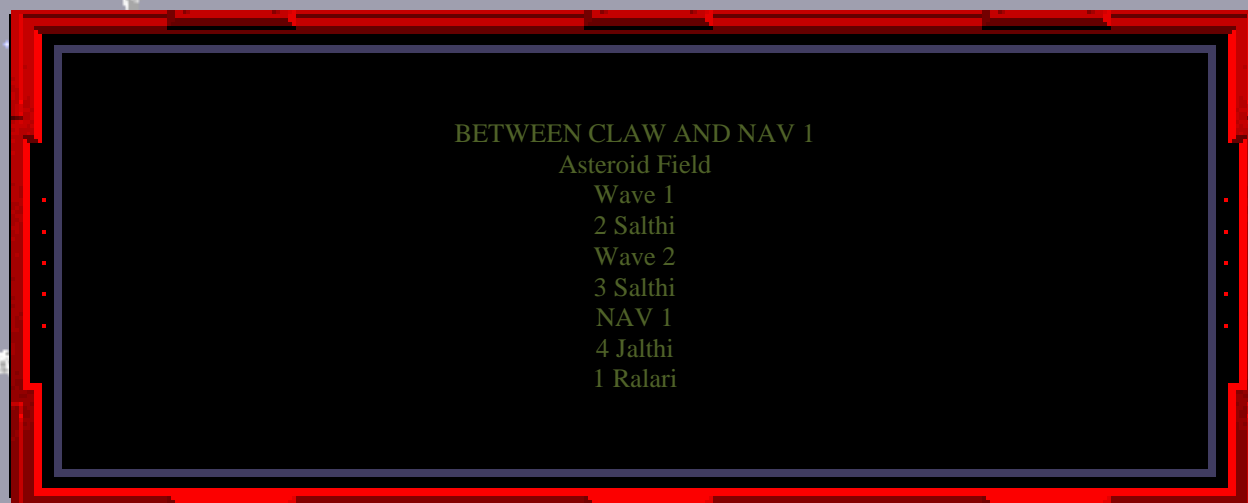 BETWEEN CLAW AND NAV 1
Asteroid Field
Wave 1
2 Salthi
Wave 2
3 Salthi
NAV 1
4 Jalthi
1 Ralari